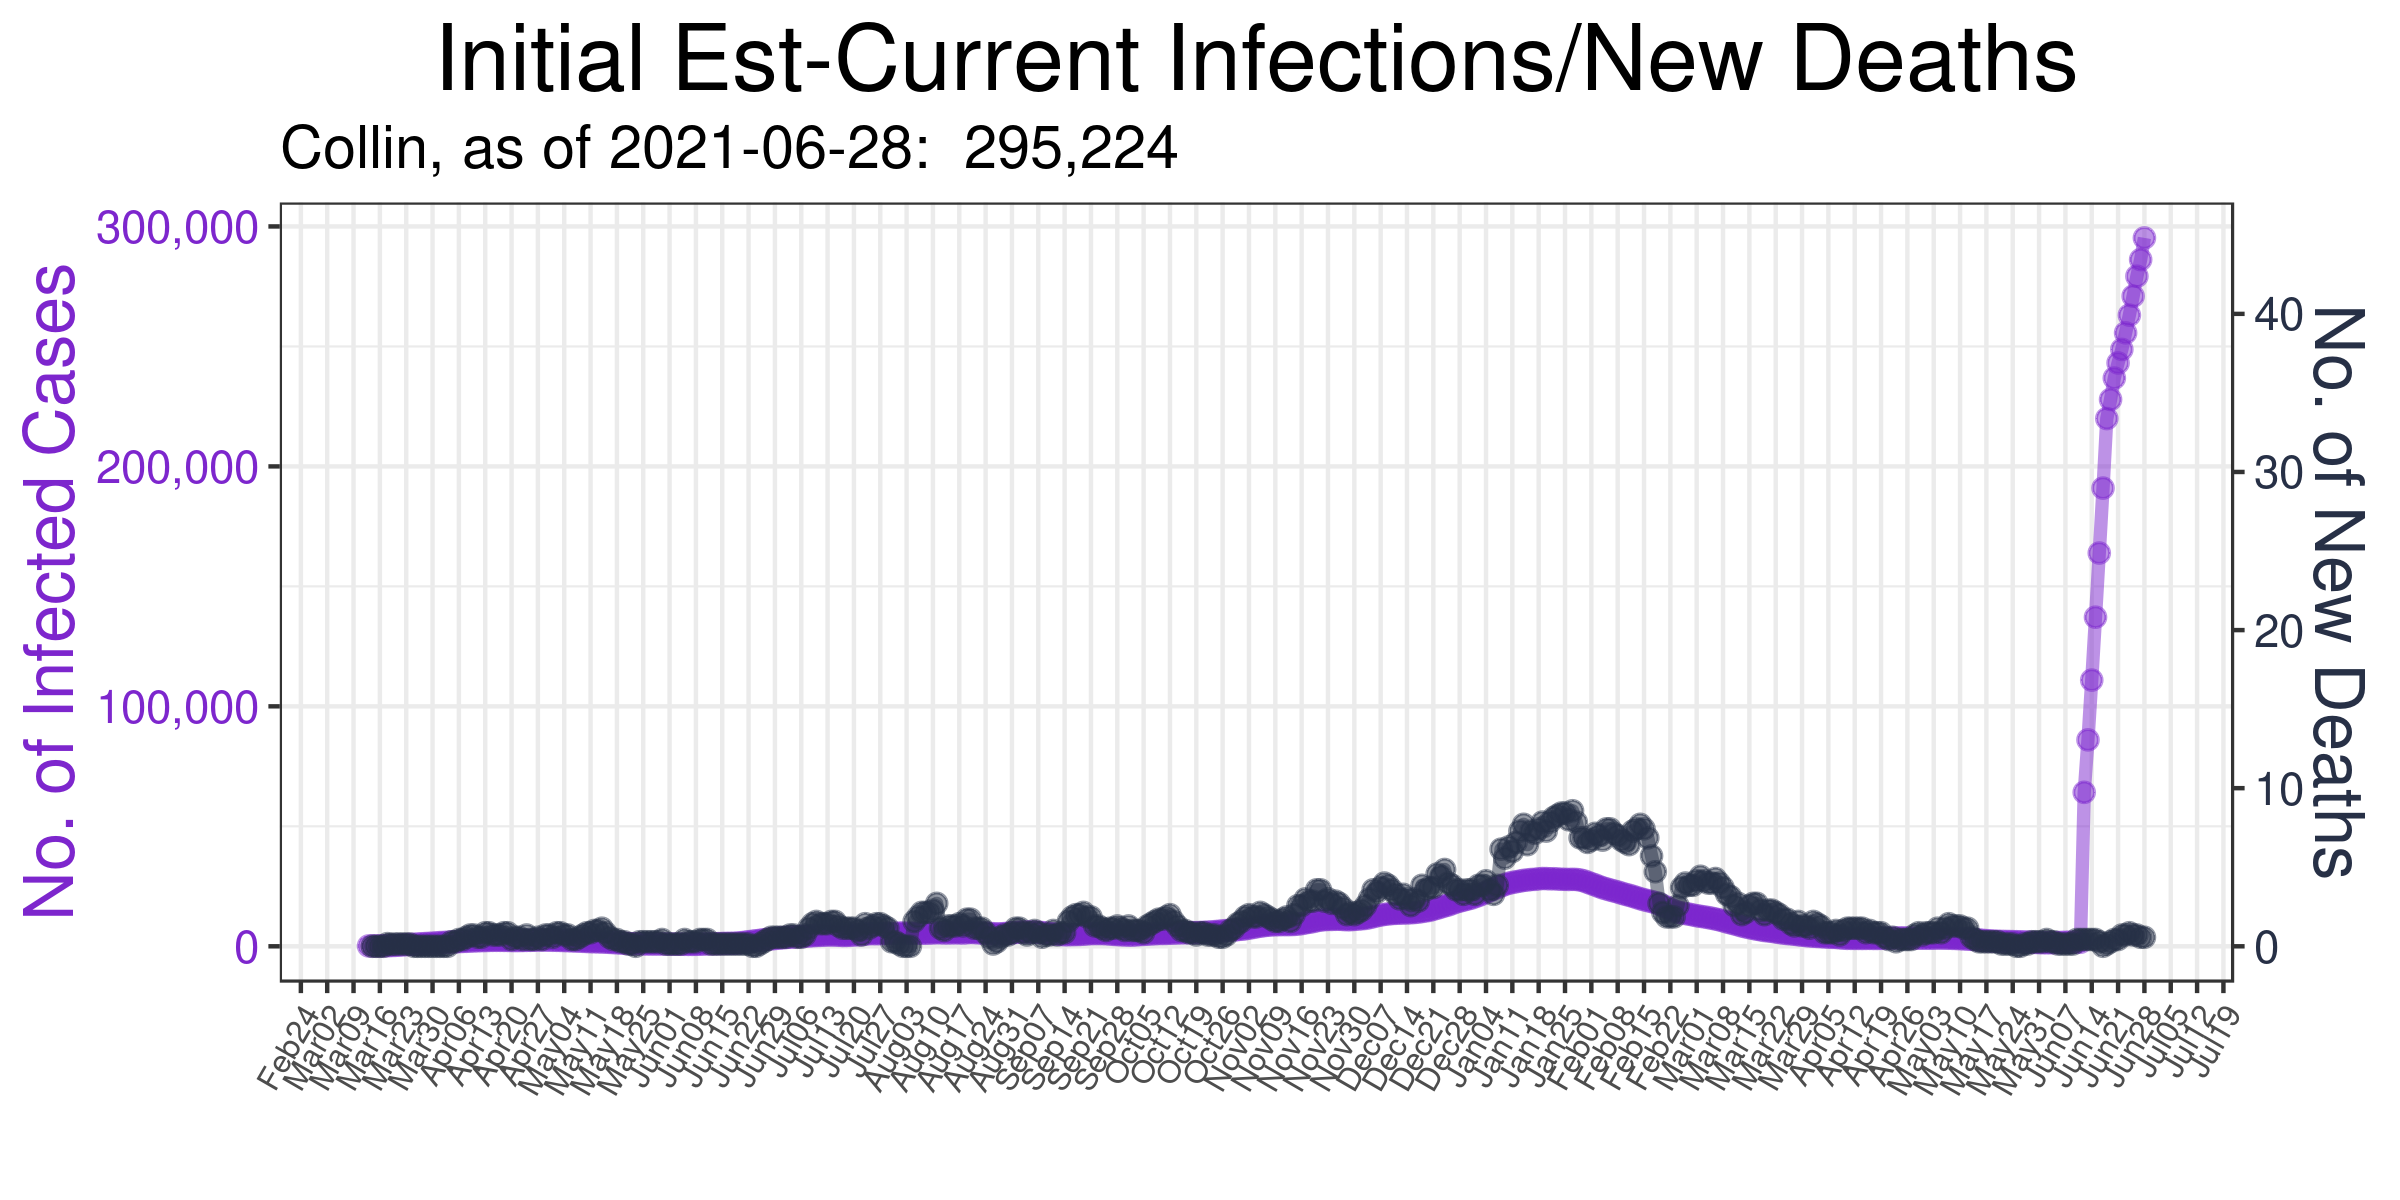 Initial Est-Current Infections/New Deaths
Collin, as of 2021-06-28:  295,224
No. of Infected Cases
300,000
200,000
100,000
0
No. of New Deaths
40
30
20
10
0
Feb24
Mar02
Mar09
Mar16
Mar23
Mar30
Apr06
Apr13
Apr20
Apr27
May04
May11
May18
May25
Jun01
Jun08
Jun15
Jun22
Jun29
Jul06
Jul13
Jul20
Jul27
Aug03
Aug10
Aug17
Aug24
Aug31
Sep07
Sep14
Sep21
Sep28
Oct05
Oct12
Oct19
Oct26
Nov02
Nov09
Nov16
Nov23
Nov30
Dec07
Dec14
Dec21
Dec28
Jan04
Jan11
Jan18
Jan25
Feb01
Feb08
Feb15
Feb22
Mar01
Mar08
Mar15
Mar22
Mar29
Apr05
Apr12
Apr19
Apr26
May03
May10
May17
May24
May31
Jun07
Jun14
Jun21
Jun28
Jul05
Jul12
Jul19